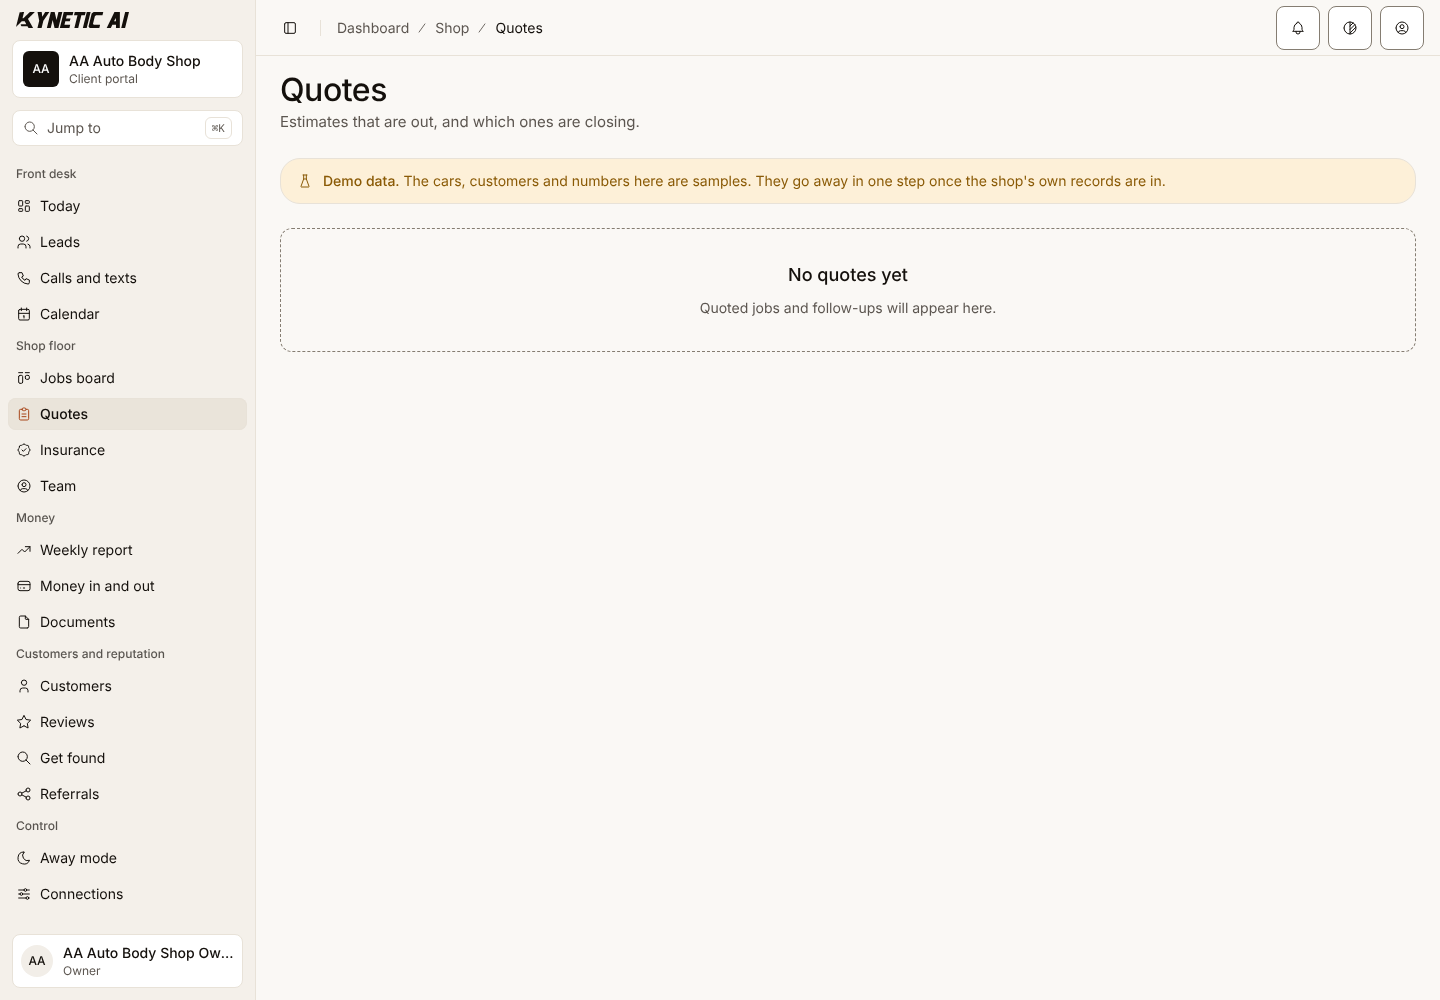 KYNETIC AI
AA
AA Auto Body Shop
Client portal
Jump to
⌘K
Front desk
Today
Leads
Calls and texts
Calendar
Shop floor
Jobs board
Quotes
Insurance
Team
Money
Weekly report
Money in and out
Documents
Customers and reputation
Customers
Reviews
Get found
Referrals
Control
Away mode
Connections
AA
AA Auto Body Shop Ow...
Owner
Dashboard / Shop / Quotes
Quotes
Estimates that are out, and which ones are closing.
Demo data. The cars, customers and numbers here are samples. They go away in one step once the shop's own records are in.
No quotes yet
Quoted jobs and follow-ups will appear here.